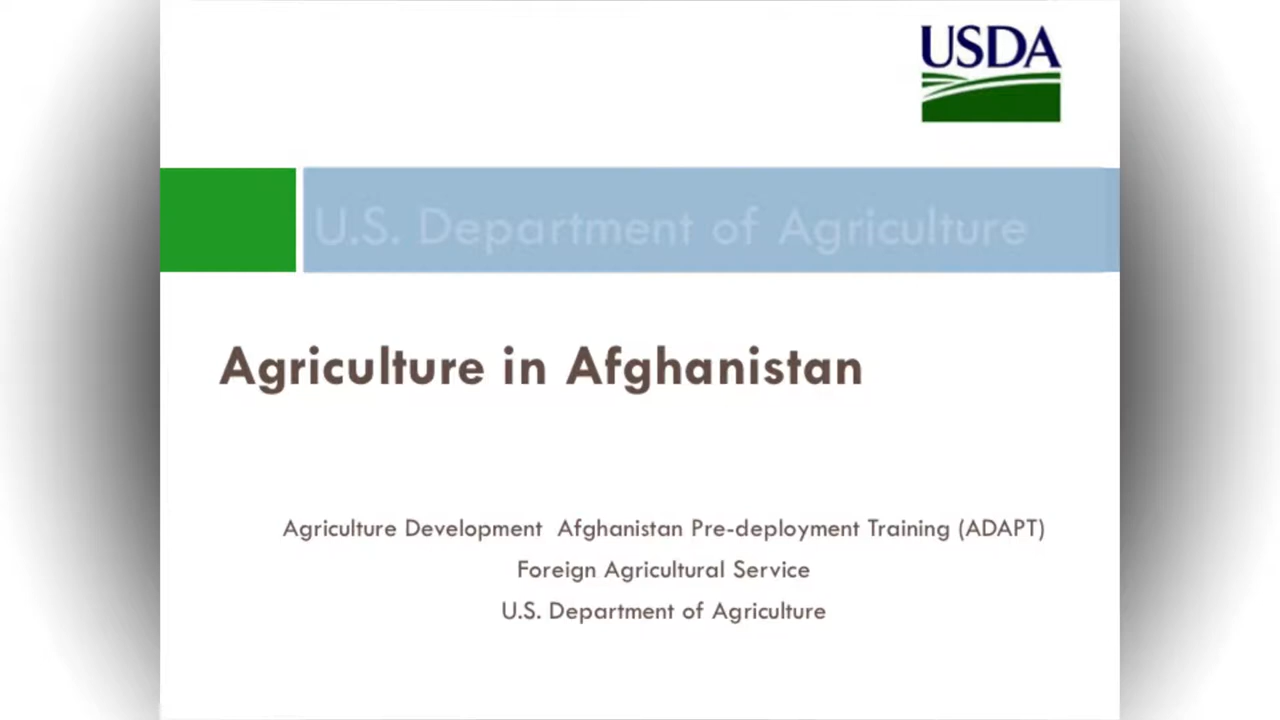 USDA
U.S. Department of Agriculture
Agriculture in Afghanistan
Agriculture Development  Afghanistan Pre-deployment Training (ADAPT)
Foreign Agricultural Service
U.S. Department of Agriculture